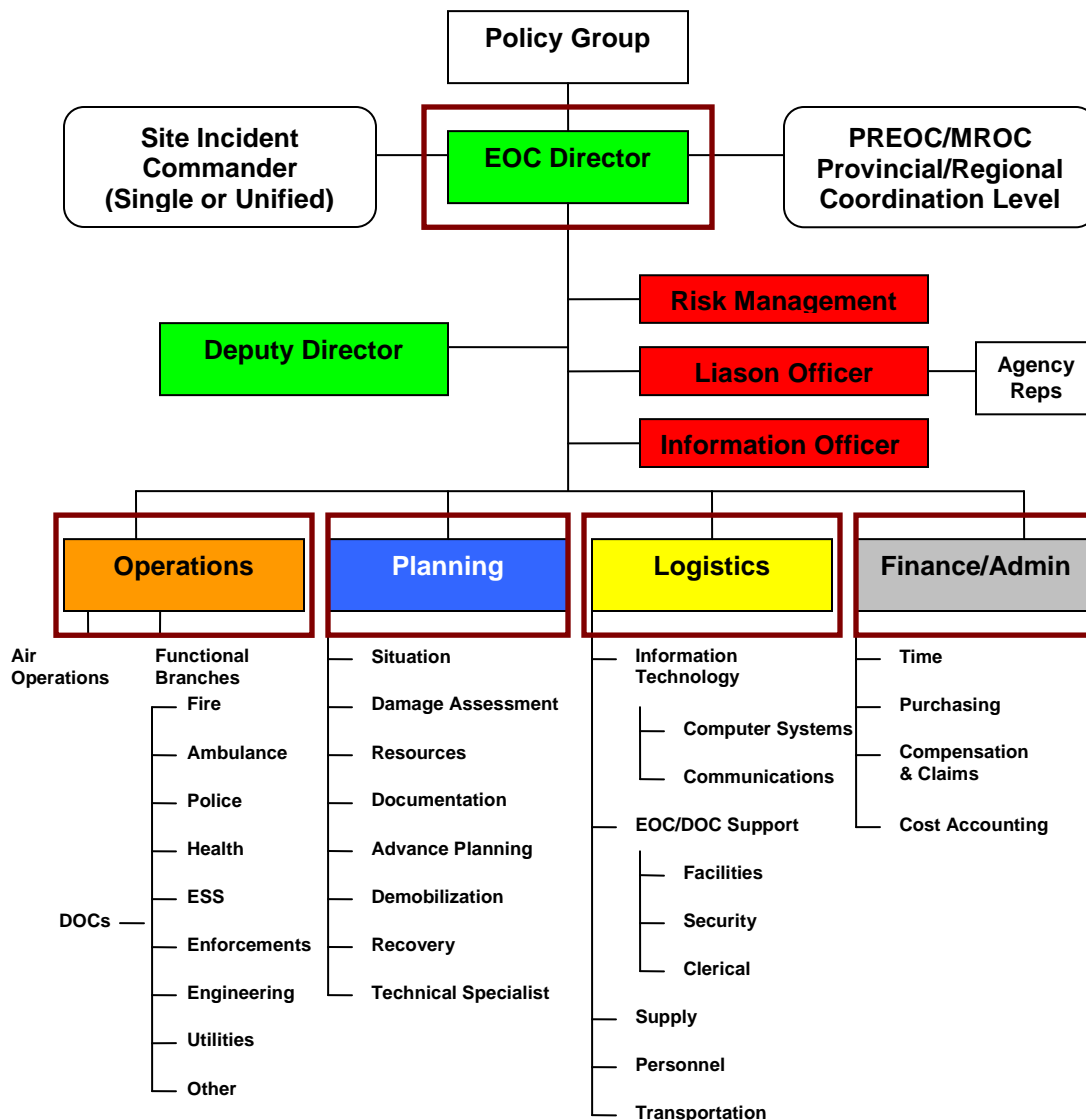 Policy Group
Site Incident
Commander
(Single or Unified)
EOC Director
PREOC/MROC
Provincial/Regional
Coordination Level
Risk Management
Deputy Director
Liason Officer
Agency
Reps
Information Officer
Operations
Planning
Logistics
Finance/Admin
Air
Operations
Functional
Branches
Fire
Ambulance
Police
Health
ESS
DOCs
Enforcements
Engineering
Utilities
Other
Situation
Damage Assessment
Resources
Documentation
Advance Planning
Demobilization
Recovery
Technical Specialist
Information
Technology
Computer Systems
Communications
EOC/DOC Support
Facilities
Security
Clerical
Supply
Personnel
Transportation
Time
Purchasing
Compensation
& Claims
Cost Accounting